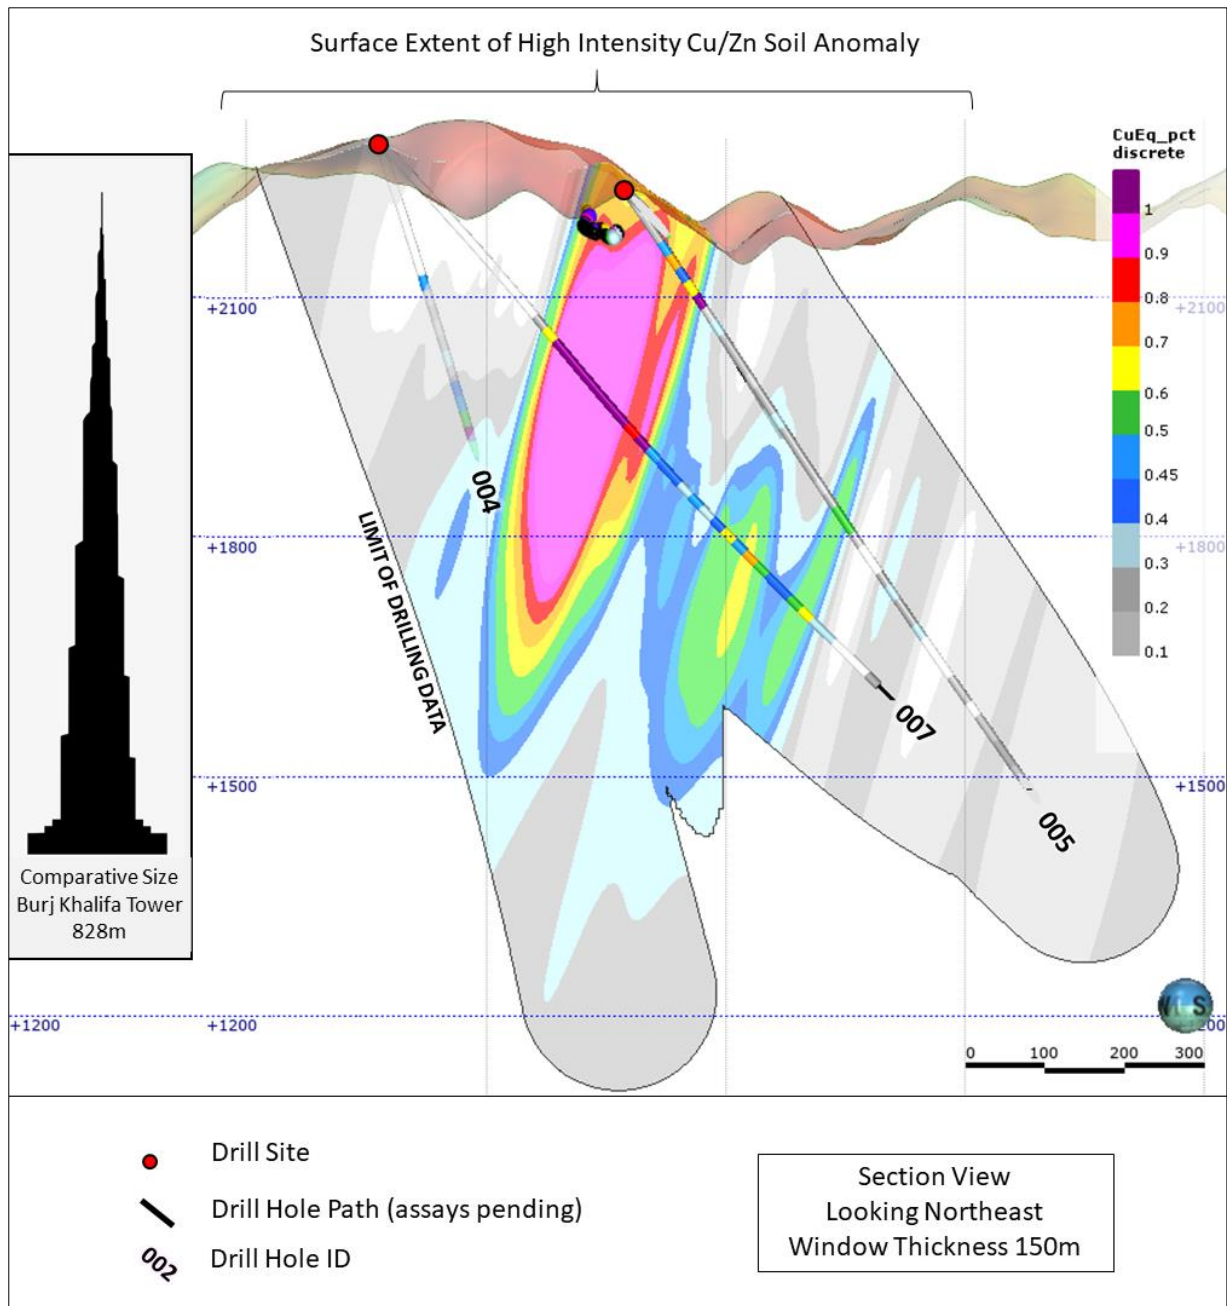 Surface Extent of High Intensity Cu/Zn Soil Anomaly
CuEq_pct
discrete
1
0.9
0.8
0.7
0.6
0.5
0.45
0.4
0.3
0.2
0.1
+2100
+2100
004
+1800
+1800
LIMIT OF DRILLING DATA
007
+1500
+1500
005
Comparative Size
Burj Khalifa Tower
828m
W S
+1200
+1200
200
0 100 200 300
Drill Site
Drill Hole Path (assays pending)
002
Drill Hole ID
Section View
Looking Northeast
Window Thickness 150m